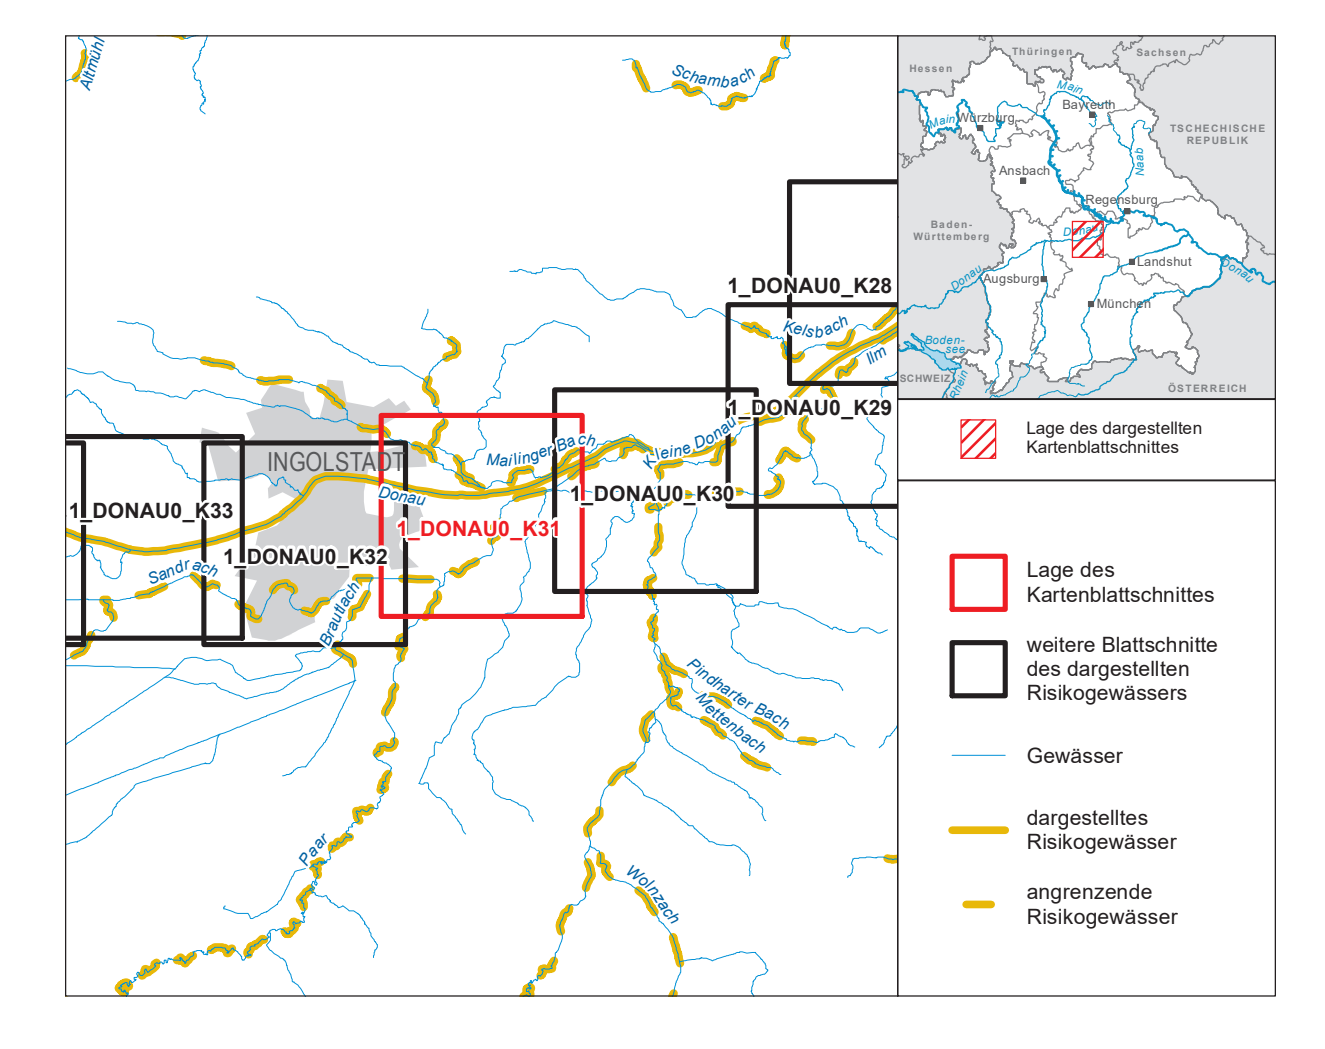 Altmühl
Schambach
1_DONAU0_K28
Kelsbach
Ilm
1_DONAU0_K29
Kleine Donau
Mailinger Bach
INGOLSTADT
Donau
1_DONAU0_K30
1_DONAU0_K33
1_DONAU0_K31
1_DONAU0_K32
Sandrach
Brautlach
Pindharter Bach
Mettenbach
Paar
Wolnzach
Thüringen
Sachsen
Hessen
Main
Bayreuth
Main
Würzburg
TSCHECHISCHE
REPUBLIK
Naab
Ansbach
Regensburg
Baden-
Württemberg
Donau
Landshut
Donau
Augsburg
Donau
München
Boden-
see
SCHWEIZ
Rhein
ÖSTERREICH
Lage des dargestellten
Kartenblattschnittes
Lage des
Kartenblattschnittes
weitere Blattschnitte
des dargestellten
Risikogewässers
Gewässer
dargestelltes
Risikogewässer
angrenzende
Risikogewässer